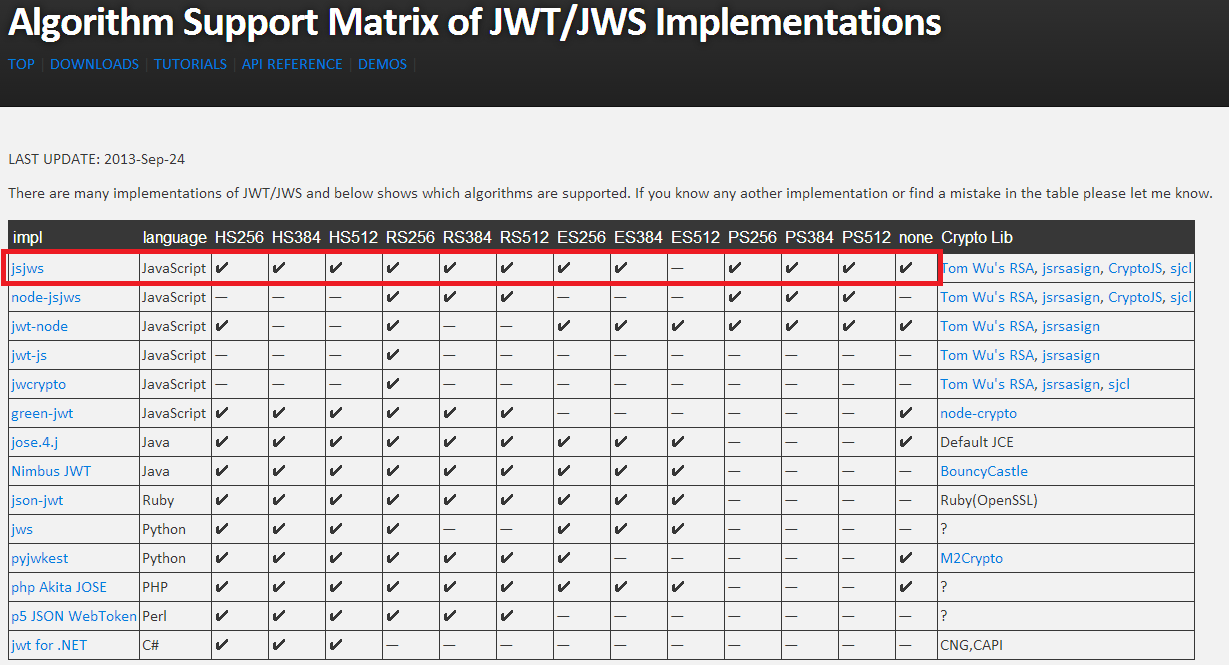 Algorithm Support Matrix of JWT/JWS Implementations
TOP | DOWNLOADS | TUTORIALS | API REFERENCE | DEMOS |
LAST UPDATE: 2013-Sep-24
There are many implementations of JWT/JWS and below shows which algorithms are supported. If you know any aother implementation or find a mistake in the table please let me know.
impl language HS256 HS384 HS512 RS256 RS384 RS512 ES256 ES384 ES512 PS256 PS384 PS512 none Crypto Lib
jsjws JavaScript ✔ ✔ ✔ ✔ ✔ ✔ ✔ ✔ — ✔ ✔ ✔ ✔ Tom Wu's RSA, jsrsasign, CryptoJS, sjcl
node-jsjws JavaScript — — — ✔ ✔ ✔ — — — ✔ ✔ ✔ — Tom Wu's RSA, jsrsasign, CryptoJS, sjcl
jwt-node JavaScript ✔ — — ✔ — — ✔ ✔ ✔ ✔ ✔ ✔ ✔ Tom Wu's RSA, jsrsasign
jwt-js JavaScript — — — ✔ — — — — — — — — — Tom Wu's RSA, jsrsasign
jwcrypto JavaScript — — — ✔ — — — — — — — — — Tom Wu's RSA, jsrsasign, sjcl
green-jwt JavaScript ✔ ✔ ✔ ✔ ✔ ✔ — — — — — — ✔ node-crypto
jose.4.j Java ✔ ✔ ✔ ✔ ✔ ✔ ✔ ✔ ✔ — — — ✔ Default JCE
Nimbus JWT Java ✔ ✔ ✔ ✔ ✔ ✔ ✔ ✔ ✔ — — — — BouncyCastle
json-jwt Ruby ✔ ✔ ✔ ✔ ✔ ✔ ✔ ✔ ✔ — — — — Ruby(OpenSSL)
jws Python ✔ ✔ ✔ ✔ — — ✔ ✔ ✔ — — — — ?
pyjwkest Python ✔ ✔ ✔ ✔ ✔ ✔ ✔ — — — — — ✔ M2Crypto
php Akita JOSE PHP ✔ ✔ ✔ ✔ ✔ ✔ ✔ ✔ ✔ — — — ✔ ?
p5 JSON WebToken Perl ✔ ✔ ✔ ✔ ✔ ✔ — — — — — — — ?
jwt for .NET C# ✔ ✔ ✔ — — — — — — — — — — CNG,CAPI